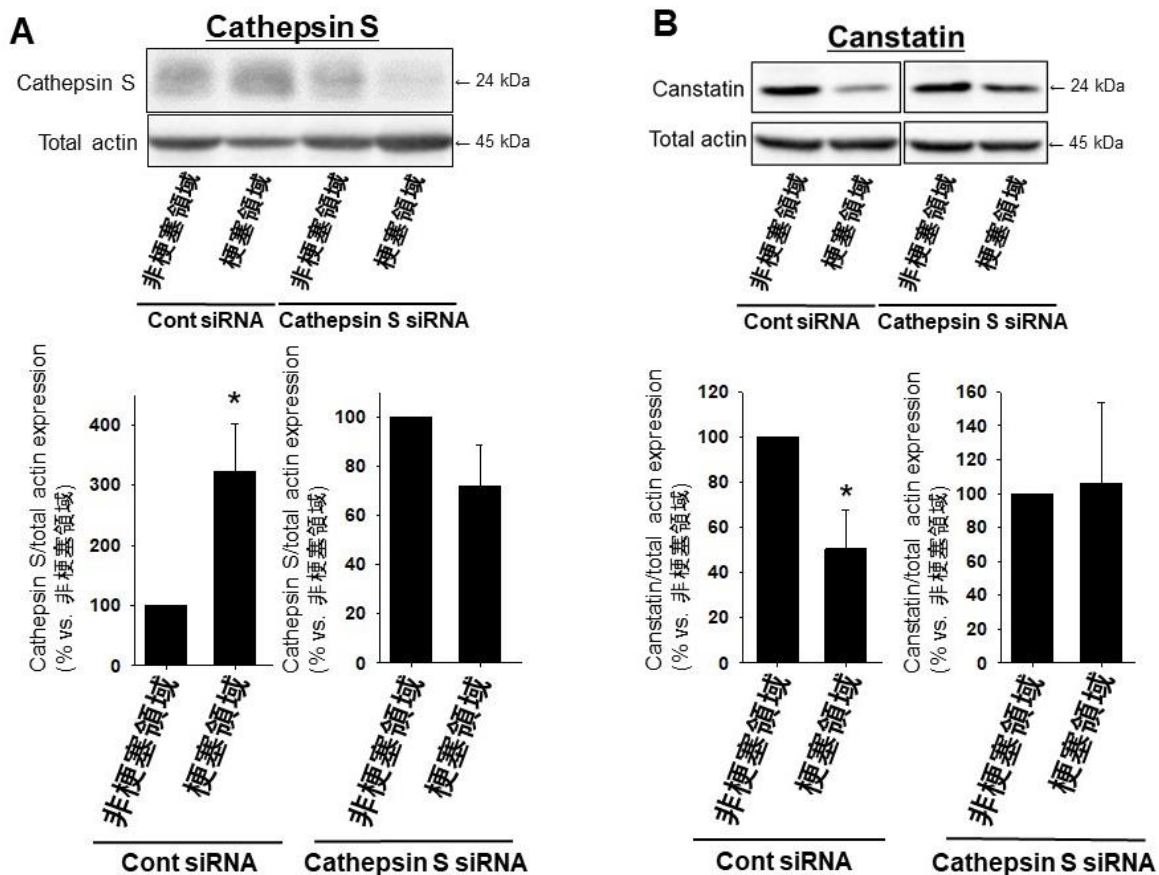 A
Cathepsin S
Cathepsin S
← 24 kDa
Total actin
← 45 kDa
非梗塞領域
梗塞領域
非梗塞領域
梗塞領域
Cont siRNA
Cathepsin S siRNA
Cathepsin S/total actin expression
(% vs. 非梗塞領域)
400
300
200
100
0
*
非梗塞領域
梗塞領域
Cont siRNA
Cathepsin S/total actin expression
(% vs. 非梗塞領域)
100
80
60
40
20
0
非梗塞領域
梗塞領域
Cathepsin S siRNA
B
Canstatin
Canstatin
← 24 kDa
Total actin
← 45 kDa
非梗塞領域
梗塞領域
非梗塞領域
梗塞領域
Cont siRNA
Cathepsin S siRNA
Canstatin/total actin expression
(% vs. 非梗塞領域)
120
100
80
60
40
20
0
*
非梗塞領域
梗塞領域
Cont siRNA
Canstatin/total actin expression
(% vs. 非梗塞領域)
160
140
120
100
80
60
40
20
0
非梗塞領域
梗塞領域
Cathepsin S siRNA